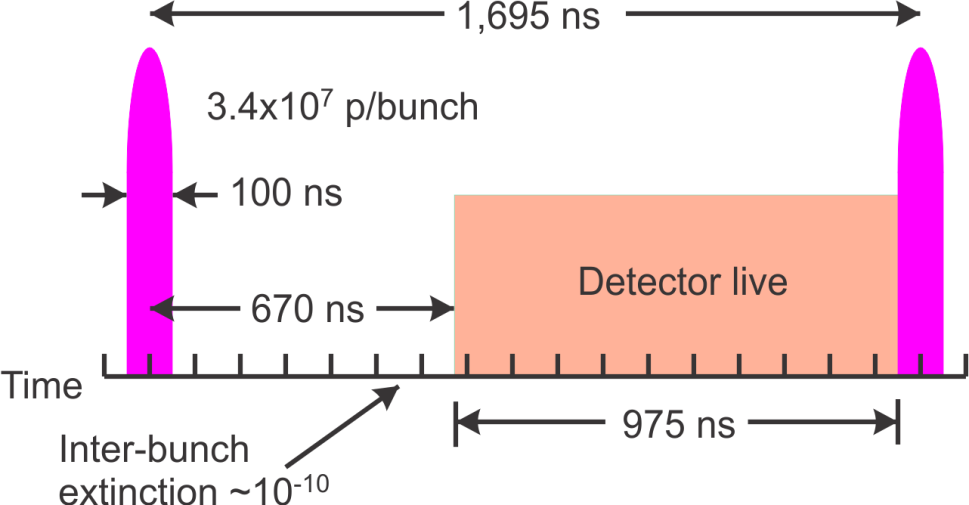 1,695 ns
3.4x10⁷ p/bunch
100 ns
Detector live
670 ns
Time
975 ns
Inter-bunch
extinction ~10⁻¹⁰